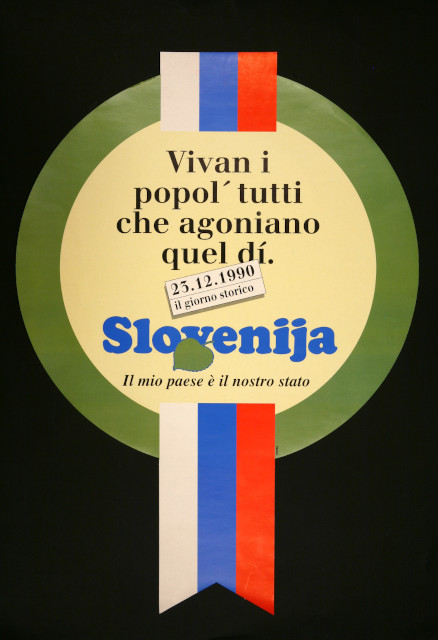 Vivan i
popol´ tutti
che agoniano
quel dí.
23.12.1990
il giorno storico
Slovenija
Il mio paese è il nostro stato